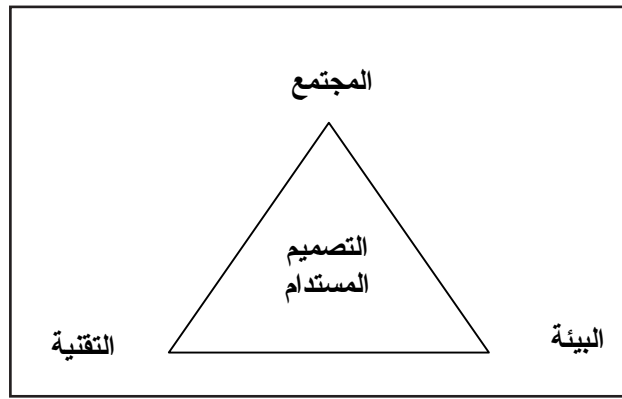 المجتمع
التصميم
المستدام
البيئة
التقنية